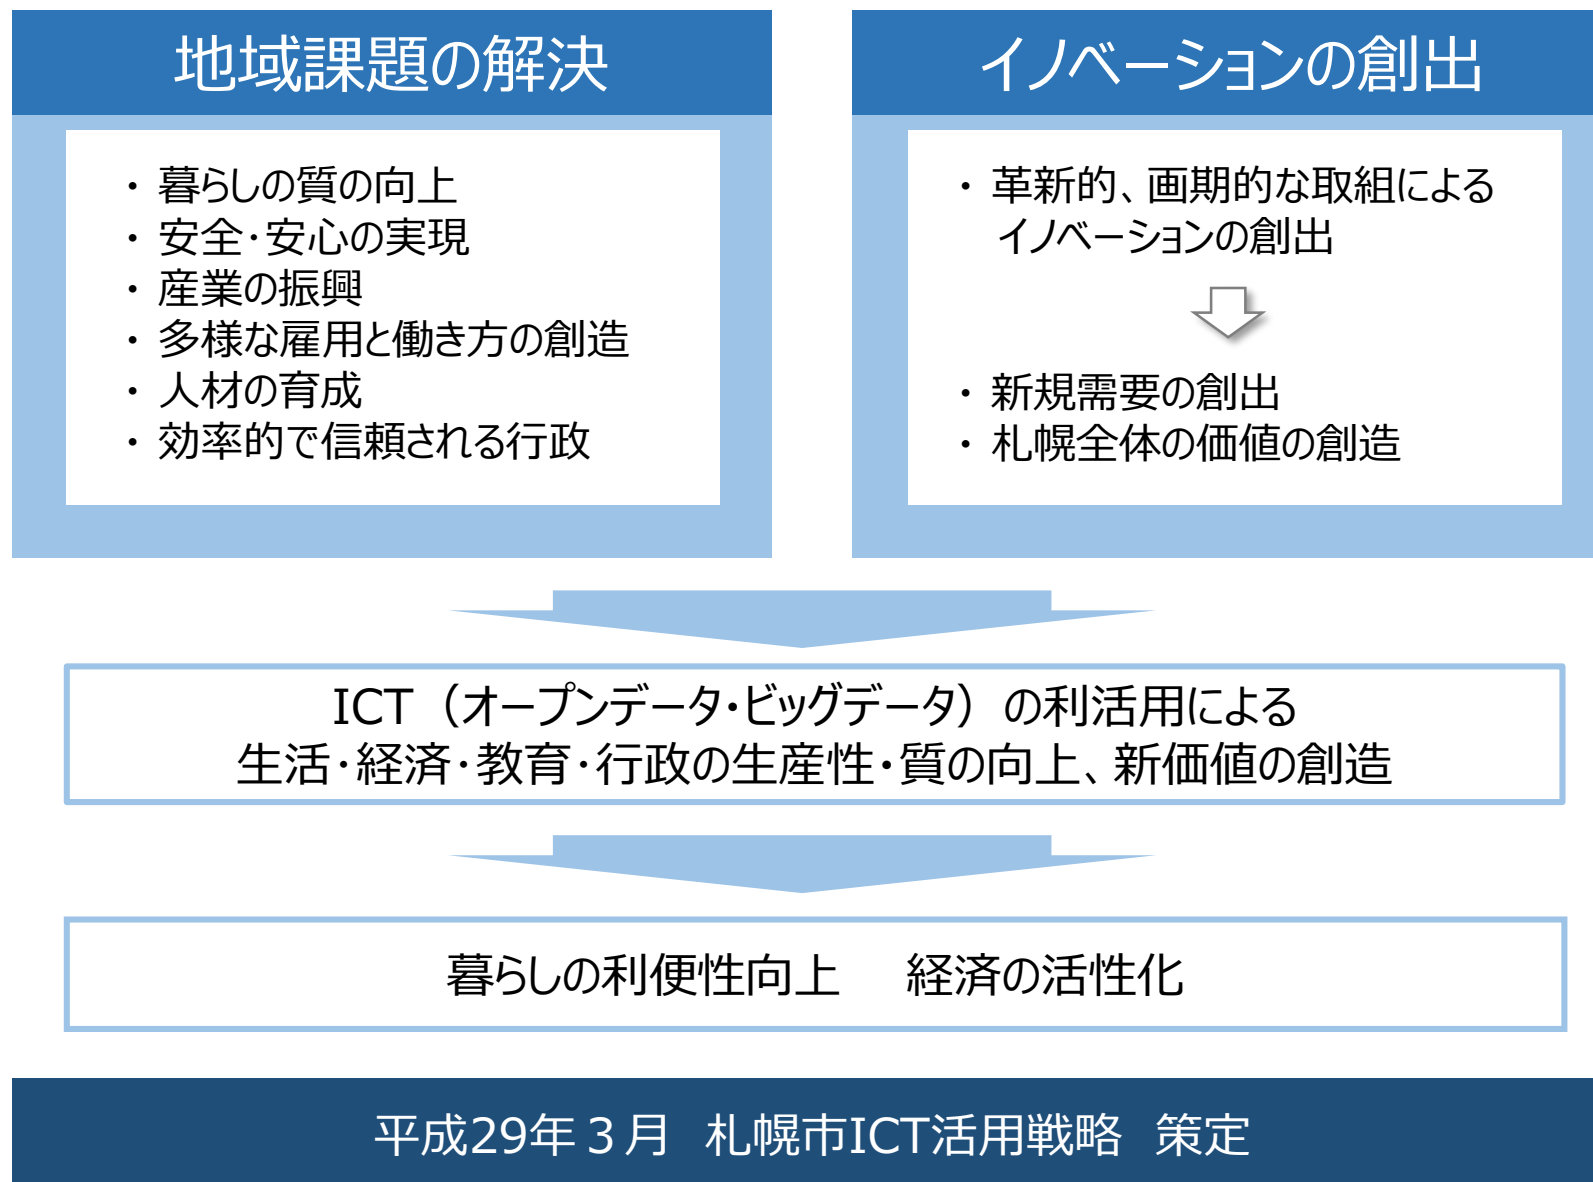 地域課題の解決
・ 暮らしの質の向上
・ 安全・安心の実現
・ 産業の振興
・ 多様な雇用と働き方の創造
・ 人材の育成
・ 効率的で信頼される行政
イノベーションの創出
・ 革新的、画期的な取組による
イノベーションの創出
・ 新規需要の創出
・ 札幌全体の価値の創造
ICT（オープンデータ・ビッグデータ）の利活用による
生活・経済・教育・行政の生産性・質の向上、新価値の創造
暮らしの利便性向上　経済の活性化
平成29年３月　札幌市ICT活用戦略　策定